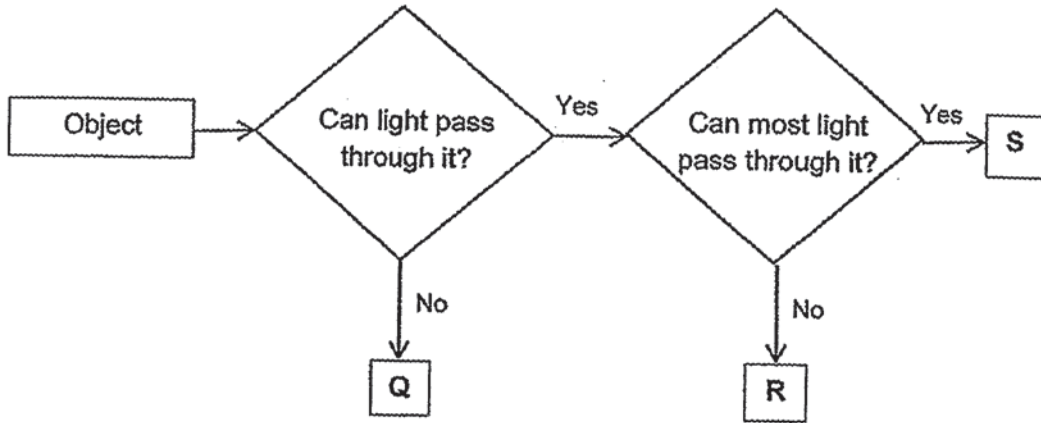 Object
Can light pass
through it?
Yes
Can most light
pass through it?
Yes
S
No
Q
No
R